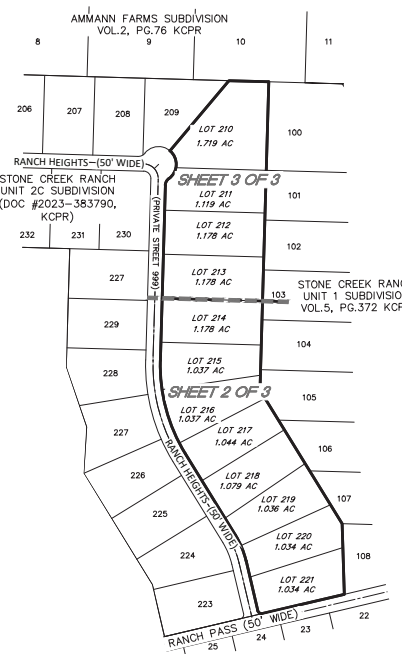 AMMANN FARMS SUBDIVISION
VOL.2, PG.76 KCPR
8
9
10
11
206
207
208
209
LOT 210
1.719 AC
100
RANCH HEIGHTS-(50' WIDE)
STONE CREEK RANCH
UNIT 2C SUBDIVISION
(DOC #2023-383790,
KCPR)
SHEET 3 OF 3
LOT 211
1.119 AC
101
(PRIVATE STREET 999)
232
231
230
LOT 212
1.178 AC
102
227
LOT 213
1.178 AC
103
STONE CREEK RANC
UNIT 1 SUBDIVISIO
VOL.5, PG.372 KCP
229
LOT 214
1.178 AC
104
228
LOT 215
1.037 AC
SHEET 2 OF 3
105
LOT 216
1.037 AC
227
LOT 217
1.044 AC
106
RANCH HEIGHTS-(50' WIDE)
226
LOT 218
1.079 AC
107
225
LOT 219
1.036 AC
224
LOT 220
1.034 AC
108
223
LOT 221
1.034 AC
RANCH PASS (50' WIDE)
25
24
23
22